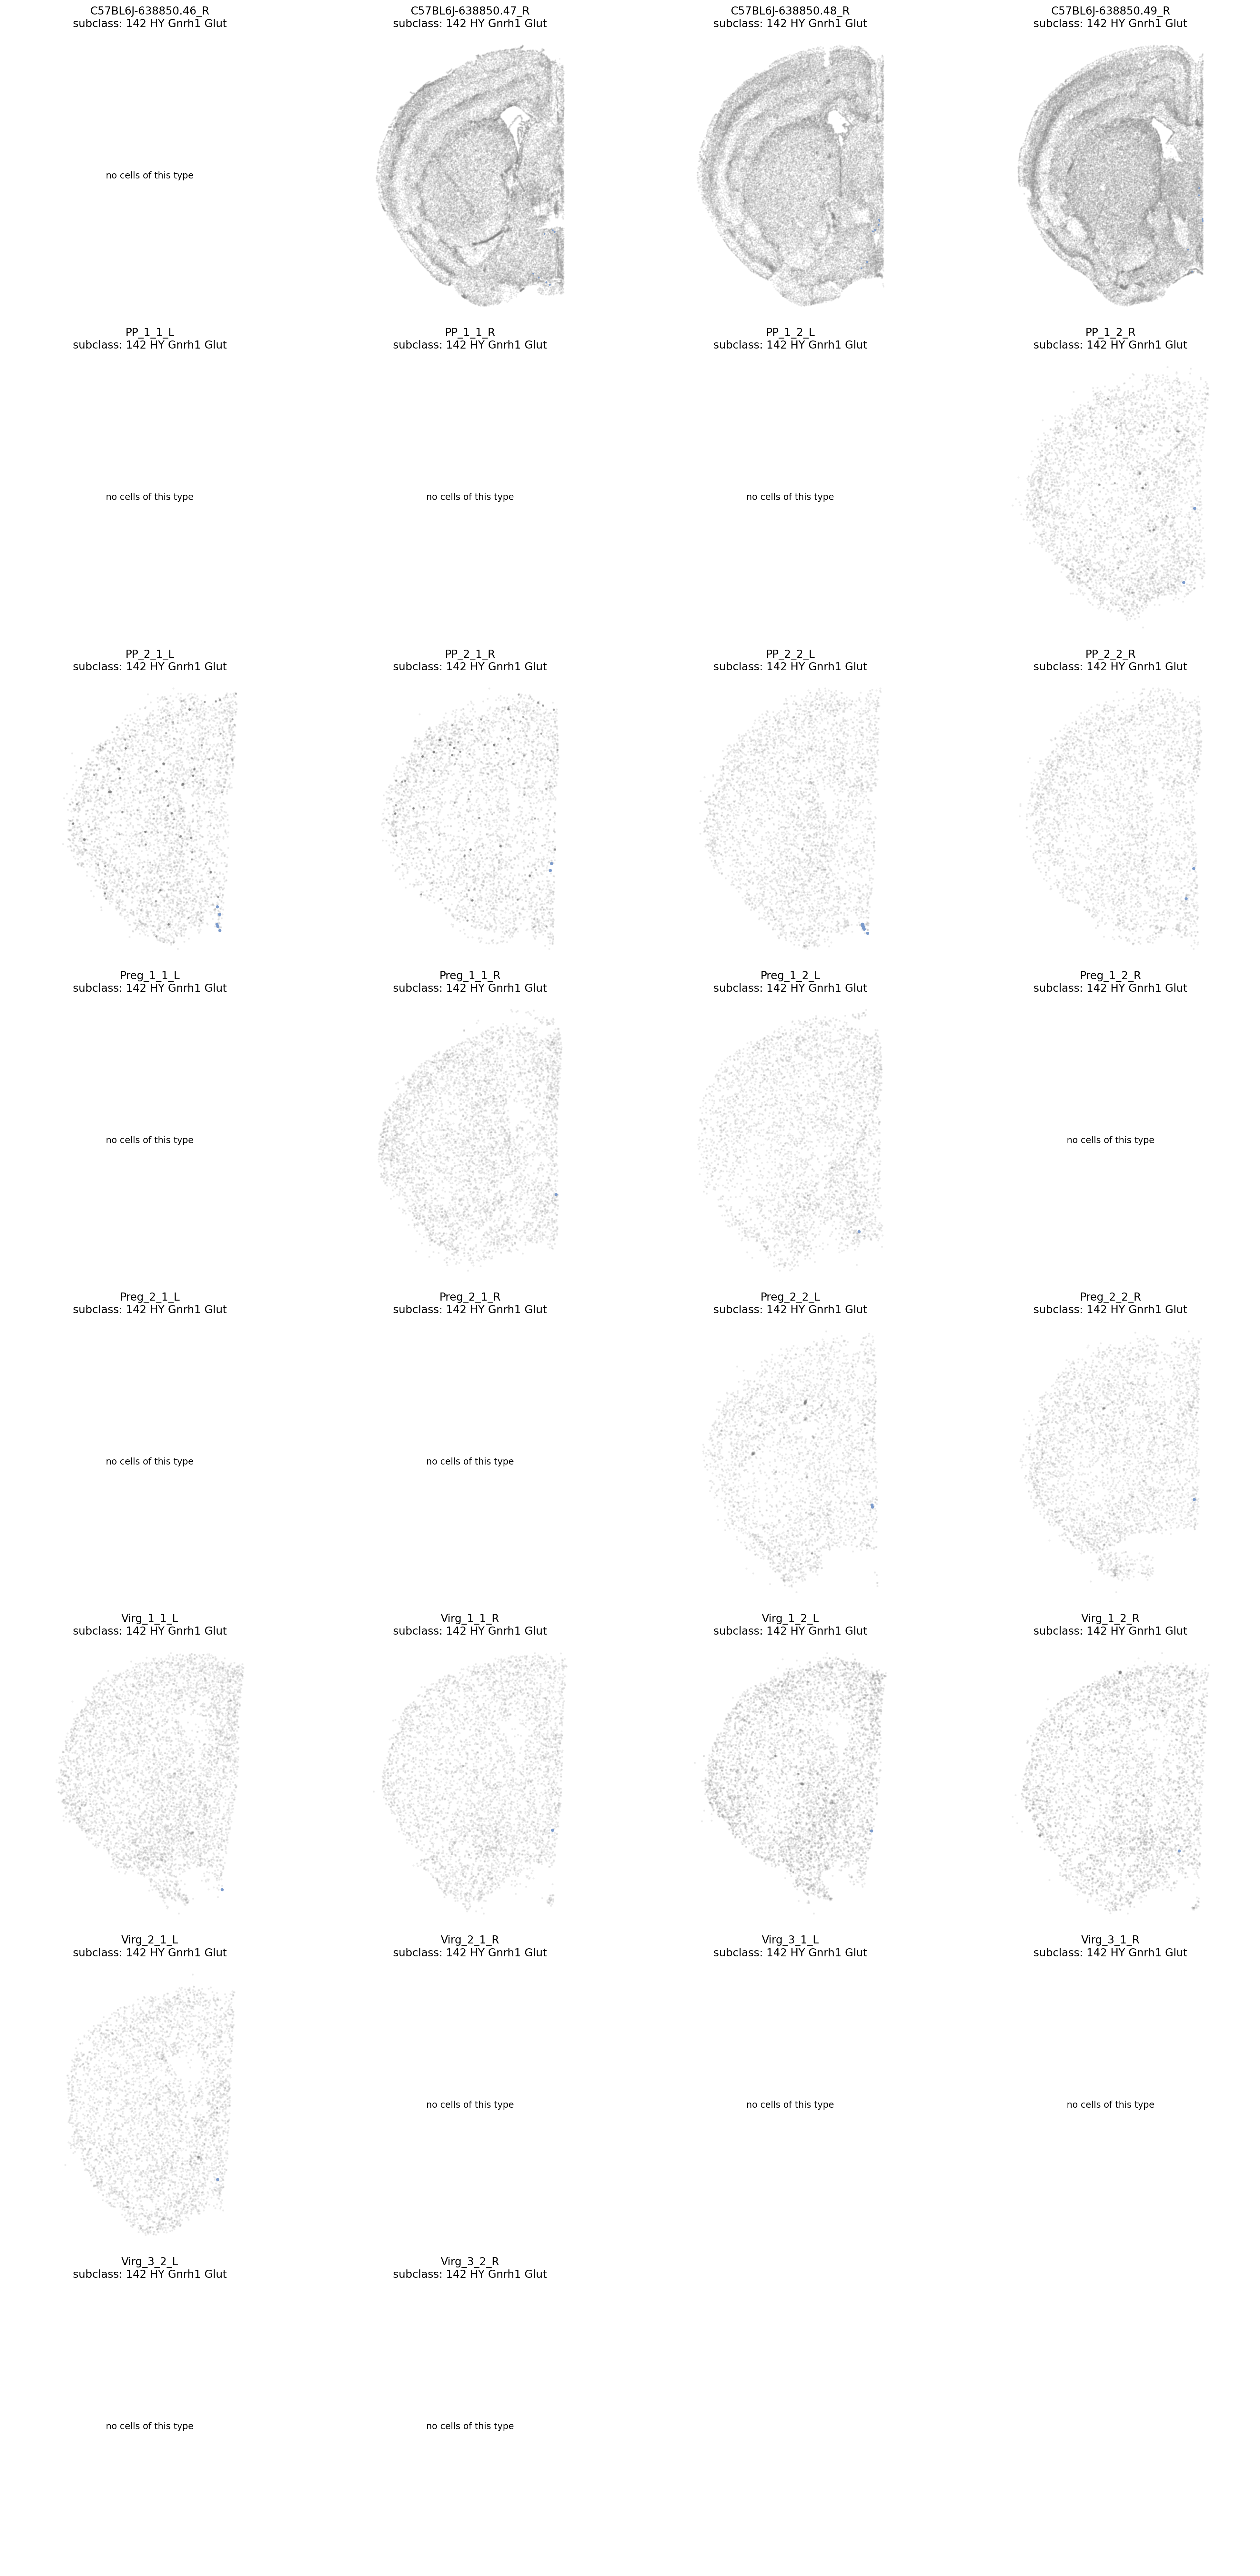 C57BL6J-638850.46_R
subclass: 142 HY Gnrh1 Glut
C57BL6J-638850.47_R
subclass: 142 HY Gnrh1 Glut
C57BL6J-638850.48_R
subclass: 142 HY Gnrh1 Glut
C57BL6J-638850.49_R
subclass: 142 HY Gnrh1 Glut
no cells of this type
PP_1_1_L
subclass: 142 HY Gnrh1 Glut
PP_1_1_R
subclass: 142 HY Gnrh1 Glut
PP_1_2_L
subclass: 142 HY Gnrh1 Glut
PP_1_2_R
subclass: 142 HY Gnrh1 Glut
no cells of this type
no cells of this type
no cells of this type
PP_2_1_L
subclass: 142 HY Gnrh1 Glut
PP_2_1_R
subclass: 142 HY Gnrh1 Glut
PP_2_2_L
subclass: 142 HY Gnrh1 Glut
PP_2_2_R
subclass: 142 HY Gnrh1 Glut
Preg_1_1_L
subclass: 142 HY Gnrh1 Glut
Preg_1_1_R
subclass: 142 HY Gnrh1 Glut
Preg_1_2_L
subclass: 142 HY Gnrh1 Glut
Preg_1_2_R
subclass: 142 HY Gnrh1 Glut
no cells of this type
no cells of this type
Preg_2_1_L
subclass: 142 HY Gnrh1 Glut
Preg_2_1_R
subclass: 142 HY Gnrh1 Glut
Preg_2_2_L
subclass: 142 HY Gnrh1 Glut
Preg_2_2_R
subclass: 142 HY Gnrh1 Glut
no cells of this type
no cells of this type
Virg_1_1_L
subclass: 142 HY Gnrh1 Glut
Virg_1_1_R
subclass: 142 HY Gnrh1 Glut
Virg_1_2_L
subclass: 142 HY Gnrh1 Glut
Virg_1_2_R
subclass: 142 HY Gnrh1 Glut
Virg_2_1_L
subclass: 142 HY Gnrh1 Glut
Virg_2_1_R
subclass: 142 HY Gnrh1 Glut
Virg_3_1_L
subclass: 142 HY Gnrh1 Glut
Virg_3_1_R
subclass: 142 HY Gnrh1 Glut
no cells of this type
no cells of this type
no cells of this type
Virg_3_2_L
subclass: 142 HY Gnrh1 Glut
Virg_3_2_R
subclass: 142 HY Gnrh1 Glut
no cells of this type
no cells of this type